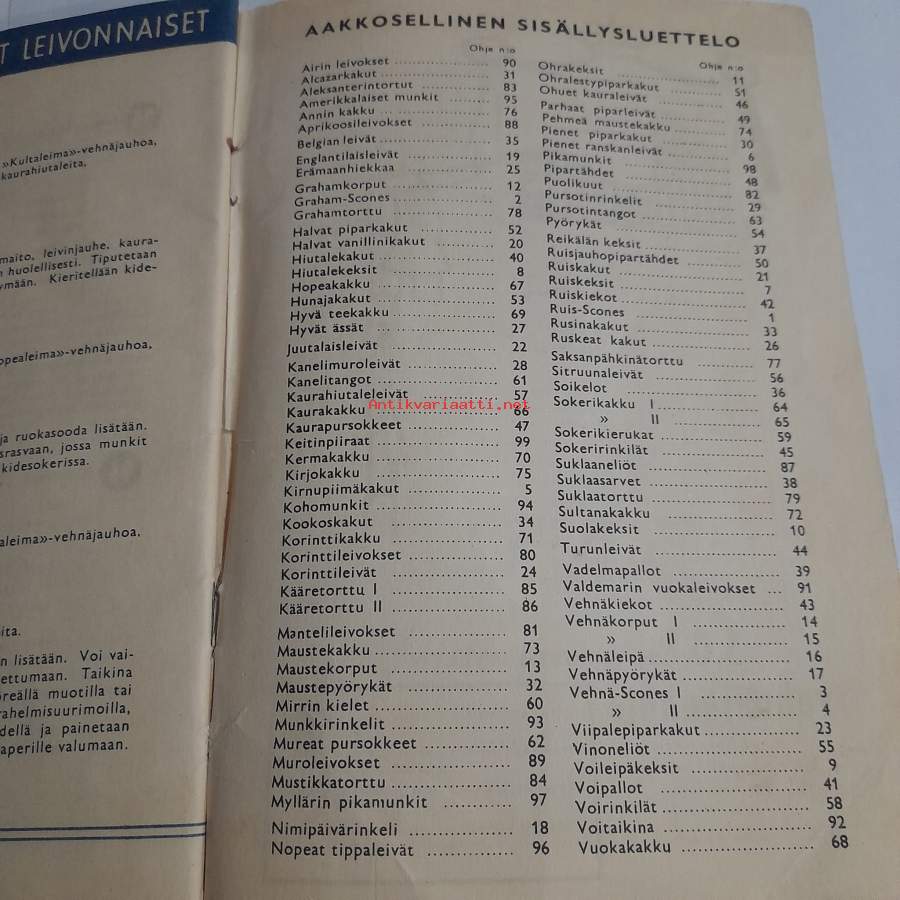 T LEIVONNAISET
»Kultaleima»-vehnäjauhoa,
kaurahiutaleita,
maito, leivinjauhe, kaura-
huolellisesti. Tiputetaan
Kieritellään kide-
opealeima»-vehnäjauhoa,
ja ruokasooda lisätään.
srasvaan, jossa munkit
kidesokerissa.
aleima»-vehnäjauhoa,
ita.
n lisätään. Voi vai-
ettumaan. Taikina
öreällä muotilla tai
rahelmisuurimoilla,
dellä ja painetaan
aperille valumaan.
AAKKOSELLINEN SISÄLLYSLUETTELO
Ohje n:o
Airin leivokset 90
Alcazarkakut 31
Aleksanterintortut 83
Amerikkalaiset munkit 95
Annin kakku 76
Aprikoosileivokset 88
Belgian leivät 35
Englantilaisleivät 19
Erämaanhiekkaa 25
Grahamkorput 12
Graham-Scones 2
Grahamtorttu 78
Halvat piparkakut 52
Halvat vanillinikakut 20
Hiutalekakut 40
Hiutalekeksit 8
Hopeakakku 67
Hunajakakut 53
Hyvä teekakku 69
Hyvät ässät 27
Juutalaisleivät 22
Kanelimuroleivät 28
Kanelitangot 61
Kaurahiutaleleivät 57
Kaurakakku 66
Kaurapursokkeet 47
Keitinpiiraat 99
Kermakakku 70
Kirjokakku 75
Kirnupiimäkakut 5
Kohomunkit 94
Kookoskakut 34
Korinttikakku 71
Korinttileivokset 80
Korinttileivät 24
Kääretorttu I 85
Kääretorttu II 86
Mantelileivokset 81
Maustekakku 73
Maustekorput 13
Maustepyörykät 32
Mirrin kielet 60
Munkkirinkelit 93
Mureat pursokkeet 62
Muroleivokset 89
Mustikkatorttu 84
Myllärin pikamunkit 97
Nimipäivärinkeli 18
Nopeat tippaleivät 96
Ohje n:o
Ohrakeksit 11
Ohralestypiparkakut 51
Ohuet kauraleivät 46
Parhaat piparleivät 49
Pehmeä maustekakku 74
Pienet piparkakut 30
Pienet ranskanleivät 6
Pikamunkit 98
Pipartähdet 48
Puolikuut 82
Pursotinrinkelit 29
Pursotintangot 63
Pyörykät 54
Reikälän keksit 37
Ruisjauhopipartähdet 50
Ruiskakut 21
Ruiskeksit 7
Ruiskiekot 42
Ruis-Scones 1
Rusinakakut 33
Ruskeat kakut 26
Saksanpähkinätorttu 77
Sitruunaleivät 56
Soikelot 36
Sokerikakku I 64
» II 65
Sokerikierukat 59
Sokeririnkilät 45
Suklaaneliöt 87
Suklaasarvet 38
Suklaatorttu 79
Sultanakakku 72
Suolakeksit 10
Turunleivät 44
Vadelmapallot 39
Valdemarin vuokaleivokset 91
Vehnäkiekot 43
Vehnäkorput I 14
» II 15
Vehnäleipä 16
Vehnäpyörykät 17
Vehnä-Scones I 3
» II 4
Viipalepiparkakut 23
Vinoneliöt 55
Voileipäkeksit 9
Voipallot 41
Voirinkilät 58
Voitaikina 92
Vuokakakku 68
Antikvariaatti.net